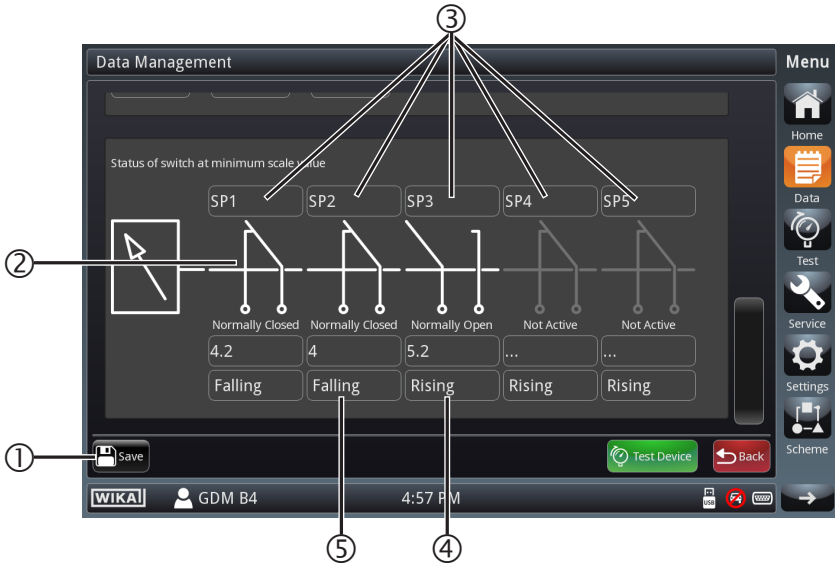 ③
Data Management
Menu
Home
Status of switch at minimum scale value
Data
SP1 SP2 SP3 SP4 SP5
②
Test
Normally Closed Normally Closed Normally Open Not Active Not Active
Service
4.2 4 5.2 ... ...
Falling Falling Rising Rising Rising
Settings
①
Save Test Device Back
Scheme
WIKAI GDM B4 4:57 PM USB
⑤ ④